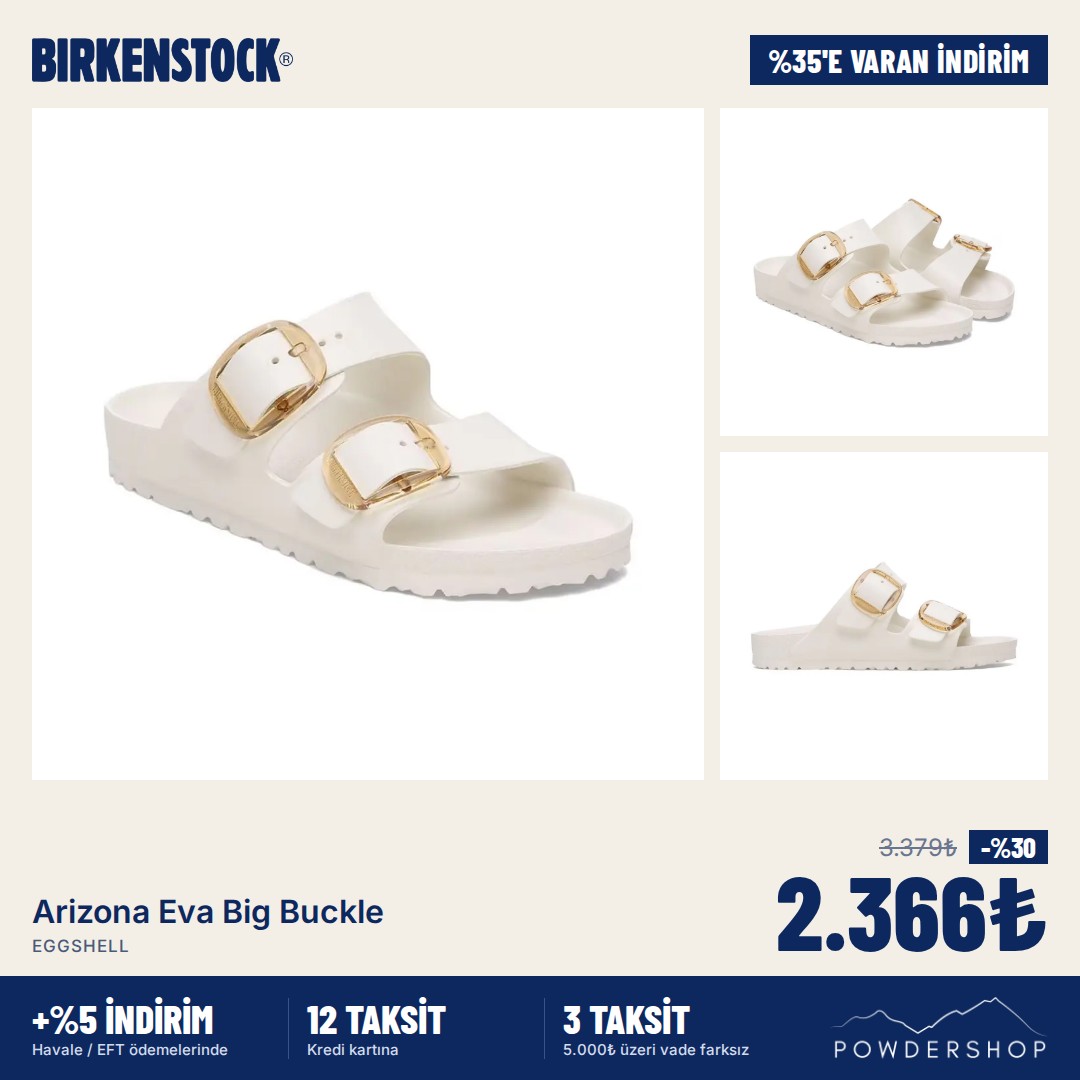 BIRKENSTOCK®
%35'E VARAN İNDİRİM
3.379₺ -%30
2.366₺
Arizona Eva Big Buckle
EGGSHELL
+%5 İNDİRİM
Havale / EFT ödemelerinde
12 TAKSİT
Kredi kartına
3 TAKSİT
5.000₺ üzeri vade farksız
POWDERSHOP